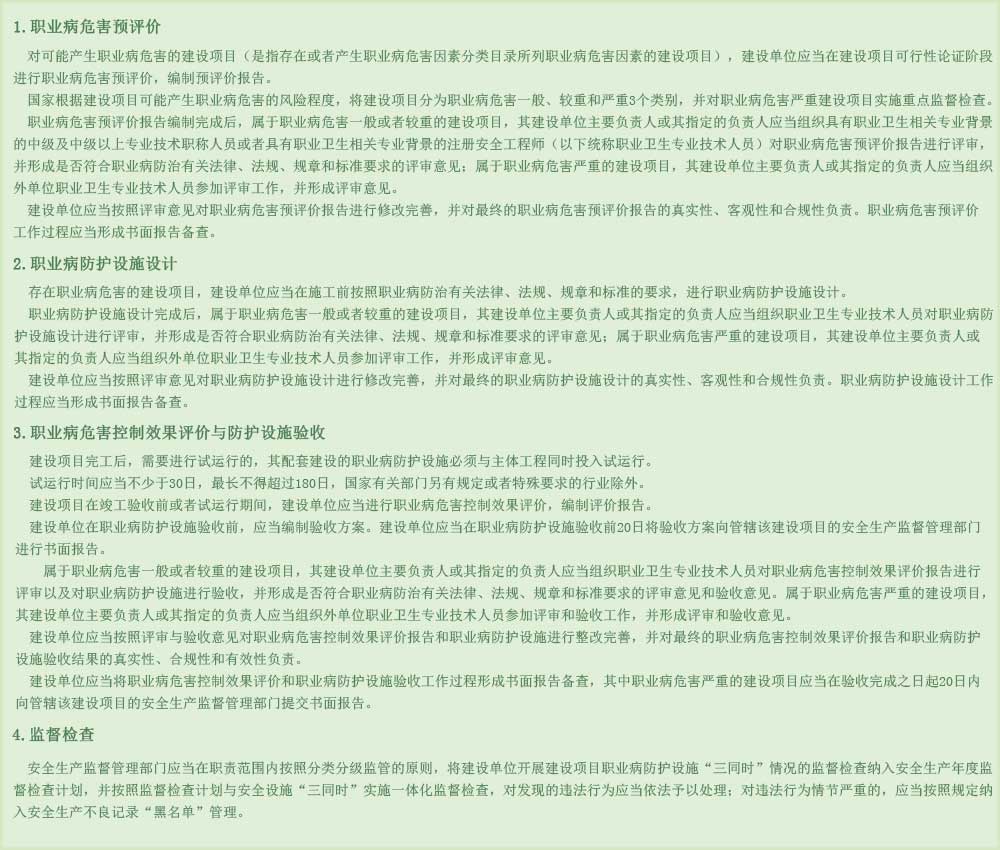 1.职业病危害预评价
对可能产生职业病危害的建设项目（是指存在或者产生职业病危害因素分类目录所列职业病危害因素的建设项目），建设单位应当在建设项目可行性论证阶段
进行职业病危害预评价，编制预评价报告。
国家根据建设项目可能产生职业病危害的风险程度，将建设项目分为职业病危害一般、较重和严重3个类别，并对职业病危害严重建设项目实施重点监督检查。
职业病危害预评价报告编制完成后，属于职业病危害一般或者较重的建设项目，其建设单位主要负责人或其指定的负责人应当组织具有职业卫生相关专业背景
的中级及中级以上专业技术职称人员或者具有职业卫生相关专业背景的注册安全工程师（以下统称职业卫生专业技术人员）对职业病危害预评价报告进行评审，
并形成是否符合职业病防治有关法律、法规、规章和标准要求的评审意见；属于职业病危害严重的建设项目，其建设单位主要负责人或其指定的负责人应当组织
外单位职业卫生专业技术人员参加评审工作，并形成评审意见。
建设单位应当按照评审意见对职业病危害预评价报告进行修改完善，并对最终的职业病危害预评价报告的真实性、客观性和合规性负责。职业病危害预评价
工作过程应当形成书面报告备查。
2.职业病防护设施设计
存在职业病危害的建设项目，建设单位应当在施工前按照职业病防治有关法律、法规、规章和标准的要求，进行职业病防护设施设计。
职业病防护设施设计完成后，属于职业病危害一般或者较重的建设项目，其建设单位主要负责人或其指定的负责人应当组织职业卫生专业技术人员对职业病防
护设施设计进行评审，并形成是否符合职业病防治有关法律、法规、规章和标准要求的评审意见；属于职业病危害严重的建设项目，其建设单位主要负责人或
其指定的负责人应当组织外单位职业卫生专业技术人员参加评审工作，并形成评审意见。
建设单位应当按照评审意见对职业病防护设施设计进行修改完善，并对最终的职业病防护设施设计的真实性、客观性和合规性负责。职业病防护设施设计工作
过程应当形成书面报告备查。
3.职业病危害控制效果评价与防护设施验收
建设项目完工后，需要进行试运行的，其配套建设的职业病防护设施必须与主体工程同时投入试运行。
试运行时间应当不少于30日，最长不得超过180日，国家有关部门另有规定或者特殊要求的行业除外。
建设项目在竣工验收前或者试运行期间，建设单位应当进行职业病危害控制效果评价，编制评价报告。
建设单位在职业病防护设施验收前，应当编制验收方案。建设单位应当在职业病防护设施验收前20日将验收方案向管辖该建设项目的安全生产监督管理部门
进行书面报告。
属于职业病危害一般或者较重的建设项目，其建设单位主要负责人或其指定的负责人应当组织职业卫生专业技术人员对职业病危害控制效果评价报告进行
评审以及对职业病防护设施进行验收，并形成是否符合职业病防治有关法律、法规、规章和标准要求的评审意见和验收意见。属于职业病危害严重的建设项目，
其建设单位主要负责人或其指定的负责人应当组织外单位职业卫生专业技术人员参加评审和验收工作，并形成评审和验收意见。
建设单位应当按照评审与验收意见对职业病危害控制效果评价报告和职业病防护设施进行整改完善，并对最终的职业病危害控制效果评价报告和职业病防护
设施验收结果的真实性、合规性和有效性负责。
建设单位应当将职业病危害控制效果评价和职业病防护设施验收工作过程形成书面报告备查，其中职业病危害严重的建设项目应当在验收完成之日起20日内
向管辖该建设项目的安全生产监督管理部门提交书面报告。
4.监督检查
安全生产监督管理部门应当在职责范围内按照分类分级监管的原则，将建设单位开展建设项目职业病防护设施“三同时”情况的监督检查纳入安全生产年度监
督检查计划，并按照监督检查计划与安全设施“三同时”实施一体化监督检查，对发现的违法行为应当依法予以处理；对违法行为情节严重的，应当按照规定纳
入安全生产不良记录“黑名单”管理。